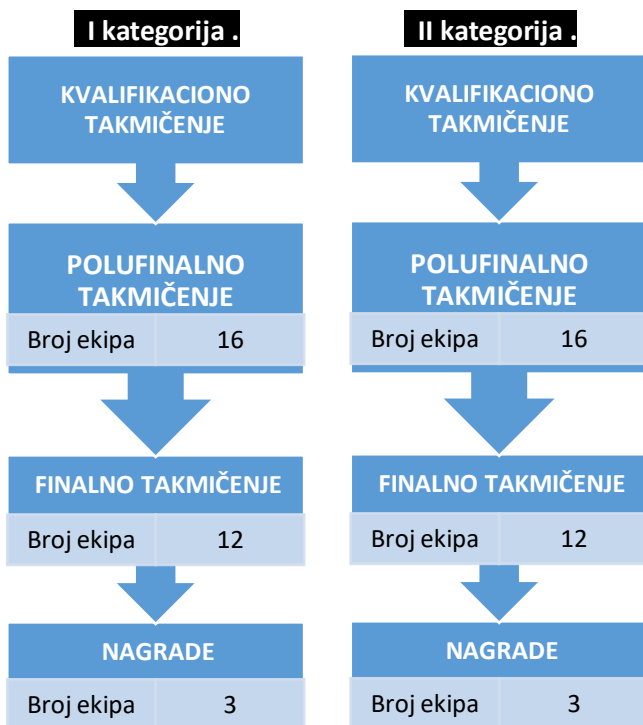 I kategorija .
KVALIFIKACIONO
TAKMIČENJE
POLUFINALNO
TAKMIČENJE
Broj ekipa 16
FINALNO TAKMIČENJE
Broj ekipa 12
NAGRADE
Broj ekipa 3
II kategorija .
KVALIFIKACIONO
TAKMIČENJE
POLUFINALNO
TAKMIČENJE
Broj ekipa 16
FINALNO TAKMIČENJE
Broj ekipa 12
NAGRADE
Broj ekipa 3